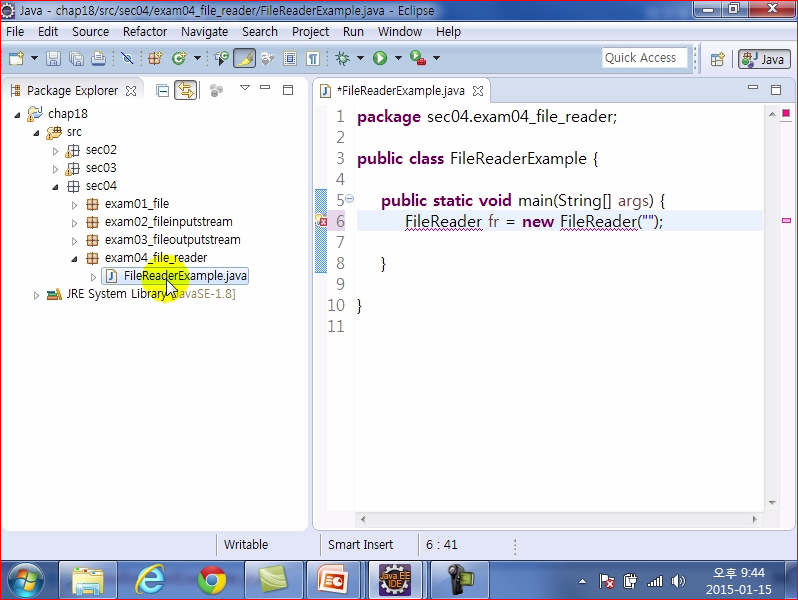 Java - chap18/src/sec04/exam04_file_reader/FileReaderExample.java - Eclipse
File Edit Source Refactor Navigate Search Project Run Window Help
Quick Access
Java
Package Explorer
chap18
src
sec02
sec03
sec04
exam01_file
exam02_fileinputstream
exam03_fileoutputstream
exam04_file_reader
FileReaderExample.java
JRE System Library [JavaSE-1.8]
*FileReaderExample.java
1 package sec04.exam04_file_reader;
2
3 public class FileReaderExample {
4
5 public static void main(String[] args) {
6 FileReader fr = new FileReader("");
7
8 }
9
10 }
11
Writable Smart Insert 6 : 41
Java EE
IDE
오후 9:44
2015-01-15